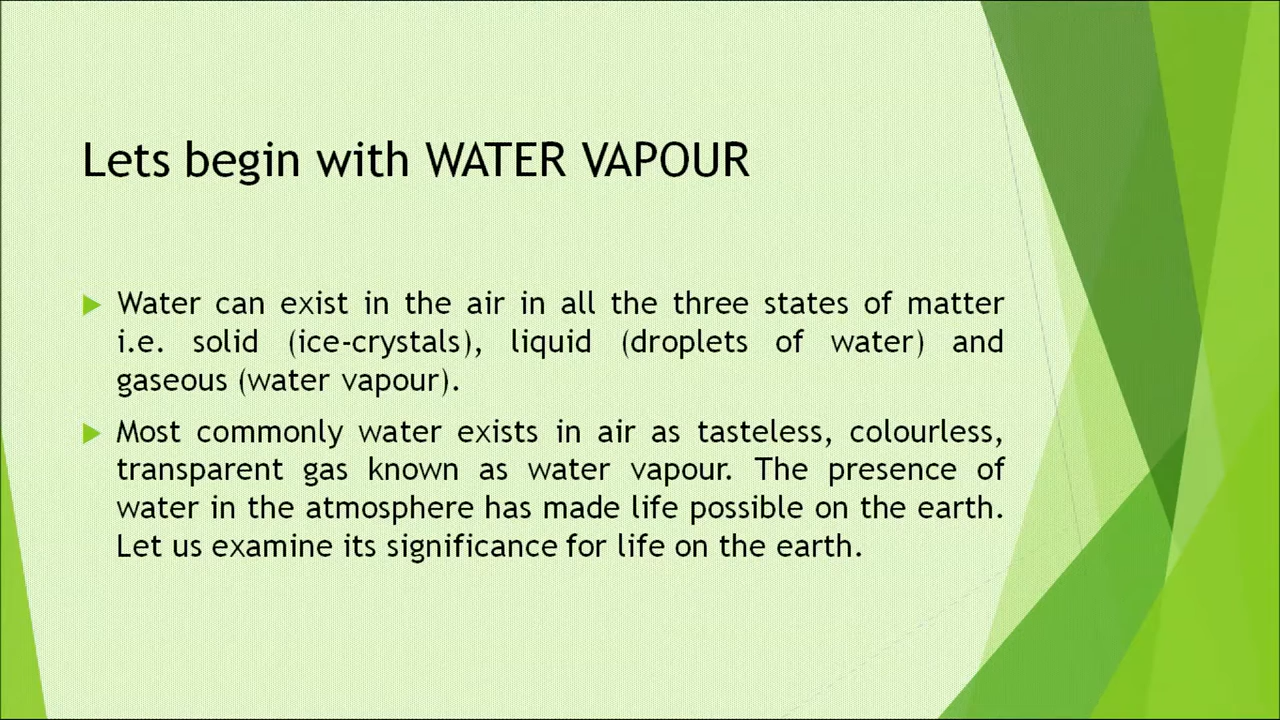 Lets begin with WATER VAPOUR
Water can exist in the air in all the three states of matter
i.e. solid (ice-crystals), liquid (droplets of water) and
gaseous (water vapour).
Most commonly water exists in air as tasteless, colourless,
transparent gas known as water vapour. The presence of
water in the atmosphere has made life possible on the earth.
Let us examine its significance for life on the earth.